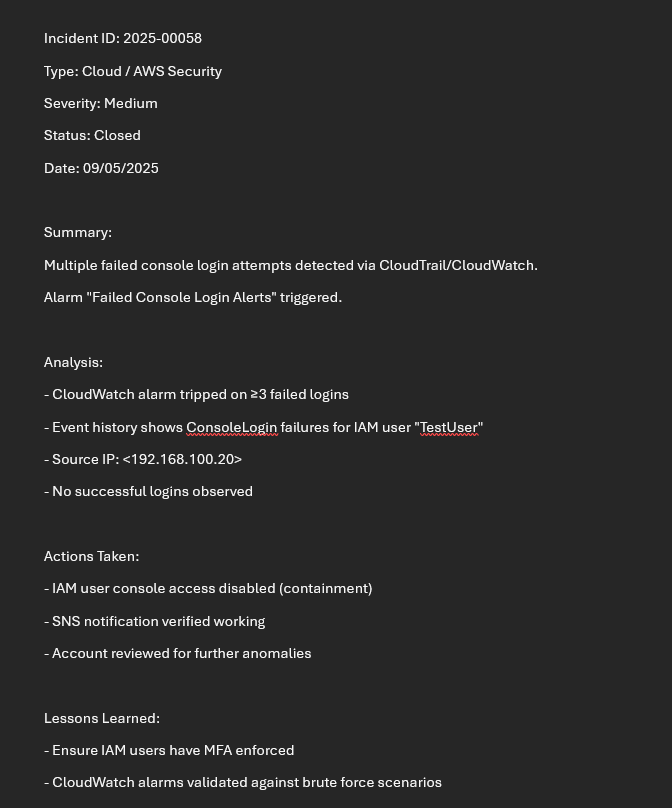 Incident ID: 2025-00058
Type: Cloud / AWS Security
Severity: Medium
Status: Closed
Date: 09/05/2025
Summary:
Multiple failed console login attempts detected via CloudTrail/CloudWatch.
Alarm "Failed Console Login Alerts" triggered.
Analysis:
- CloudWatch alarm tripped on ≥3 failed logins
- Event history shows ConsoleLogin failures for IAM user "TestUser"
- Source IP: <192.168.100.20>
- No successful logins observed
Actions Taken:
- IAM user console access disabled (containment)
- SNS notification verified working
- Account reviewed for further anomalies
Lessons Learned:
- Ensure IAM users have MFA enforced
- CloudWatch alarms validated against brute force scenarios